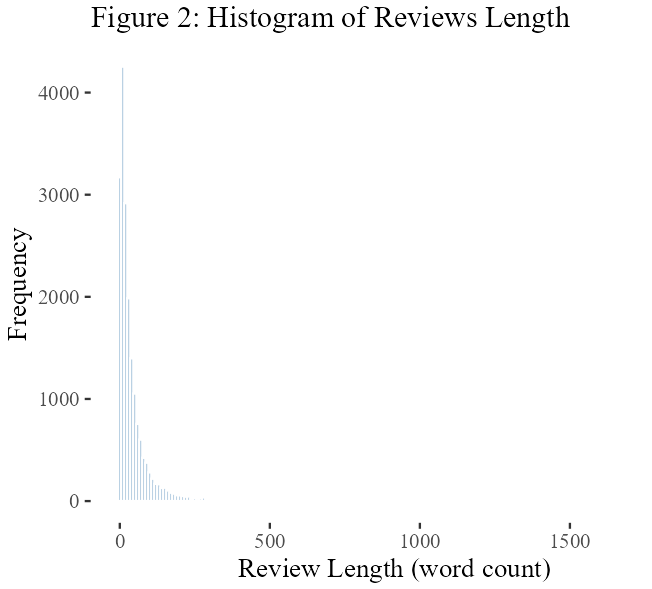 Figure 2: Histogram of Reviews Length
Frequency
4000
3000
2000
1000
0
0 500 1000 1500
Review Length (word count)